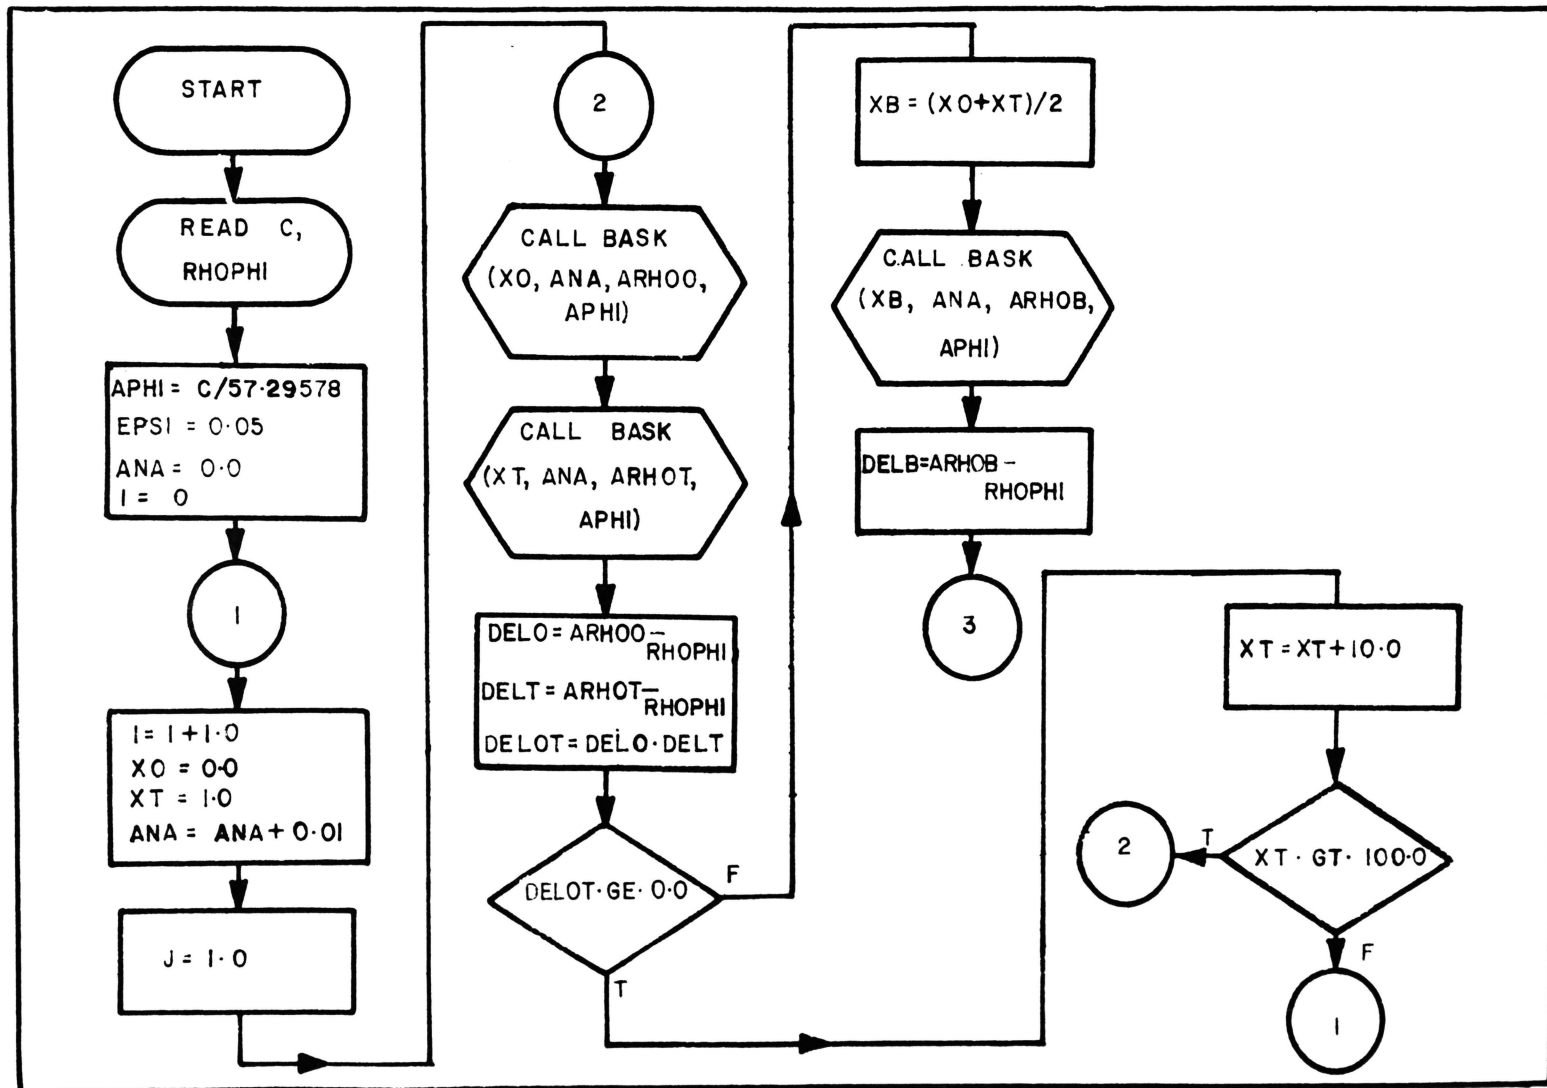 START
READ C,
RHOPHI
APHI = C/57·29578
EPSI = 0·05
ANA = 0·0
I = 0
1
I = I + 1·0
XO = 0·0
XT = 1·0
ANA = ANA + 0·01
J = 1·0
2
CALL BASK
(XO, ANA, ARHOO,
APHI)
CALL BASK
(XT, ANA, ARHOT,
APHI)
DELO = ARHOO —
RHOPHI
DELT = ARHOT —
RHOPHI
DELOT = DELO·DELT
DELOT·GE·0·0
F
T
XB = (XO+XT)/2
CALL BASK
(XB, ANA, ARHOB,
APHI)
DELB=ARHOB —
RHOPHI
3
XT = XT+10·0
XT·GT·100·0
T
2
F
1